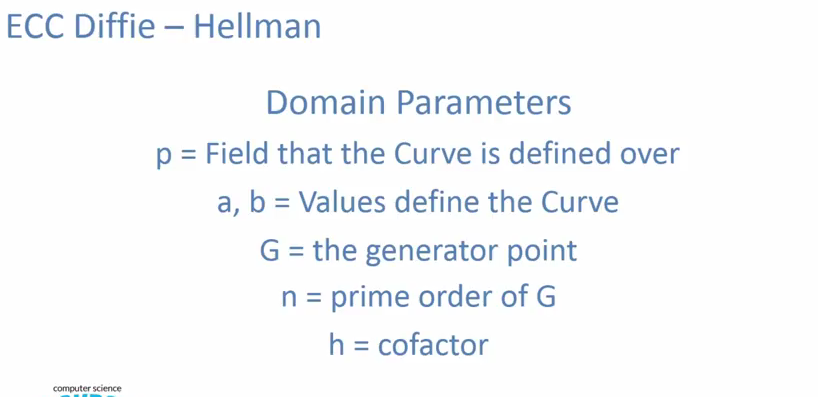 ECC Diffie – Hellman
Domain Parameters
p = Field that the Curve is defined over
a, b = Values define the Curve
G = the generator point
n = prime order of G
h = cofactor
computer science